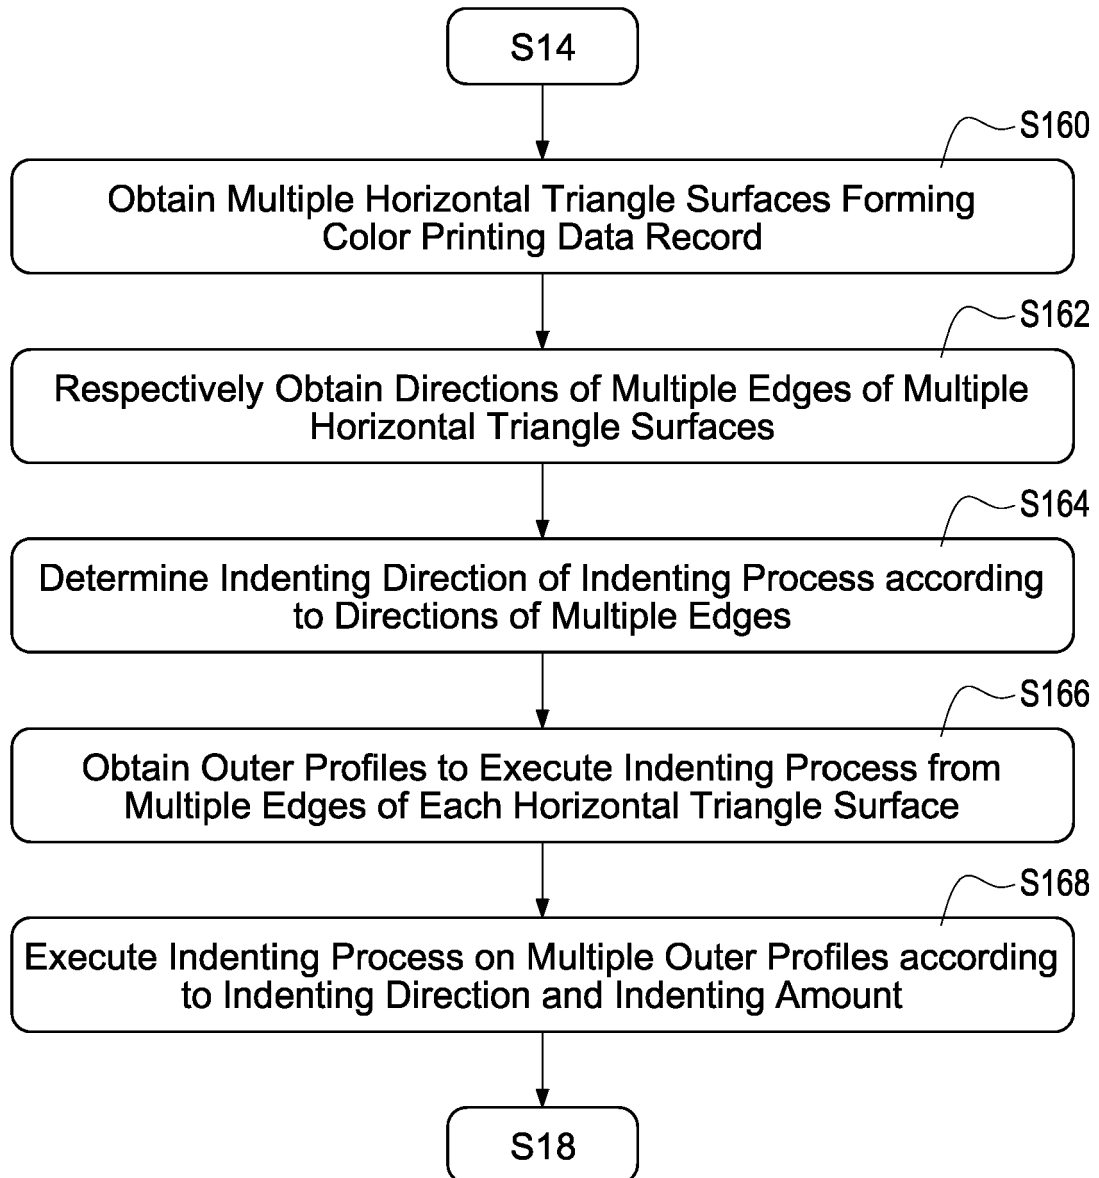 S14
S160
Obtain Multiple Horizontal Triangle Surfaces Forming
Color Printing Data Record
S162
Respectively Obtain Directions of Multiple Edges of Multiple
Horizontal Triangle Surfaces
S164
Determine Indenting Direction of Indenting Process according
to Directions of Multiple Edges
S166
Obtain Outer Profiles to Execute Indenting Process from
Multiple Edges of Each Horizontal Triangle Surface
S168
Execute Indenting Process on Multiple Outer Profiles according
to Indenting Direction and Indenting Amount
S18